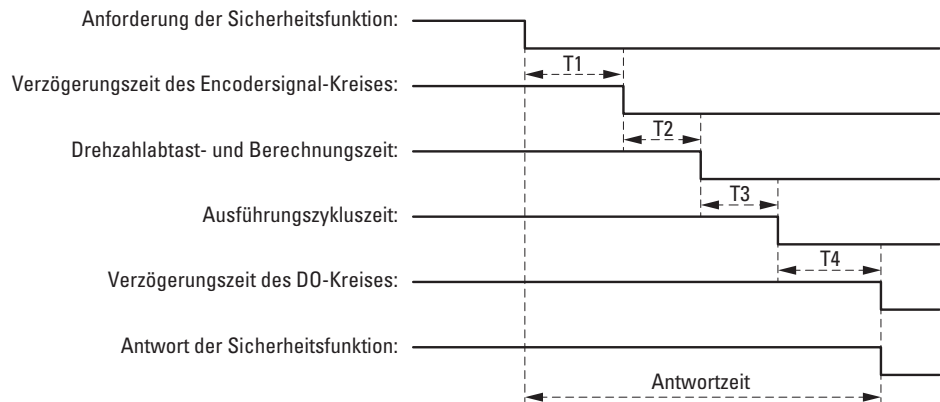 Anforderung der Sicherheitsfunktion:
T1
Verzögerungszeit des Encodersignal-Kreises:
T2
Drehzahlabtast- und Berechnungszeit:
T3
Ausführungszykluszeit:
T4
Verzögerungszeit des DO-Kreises:
Antwort der Sicherheitsfunktion:
Antwortzeit